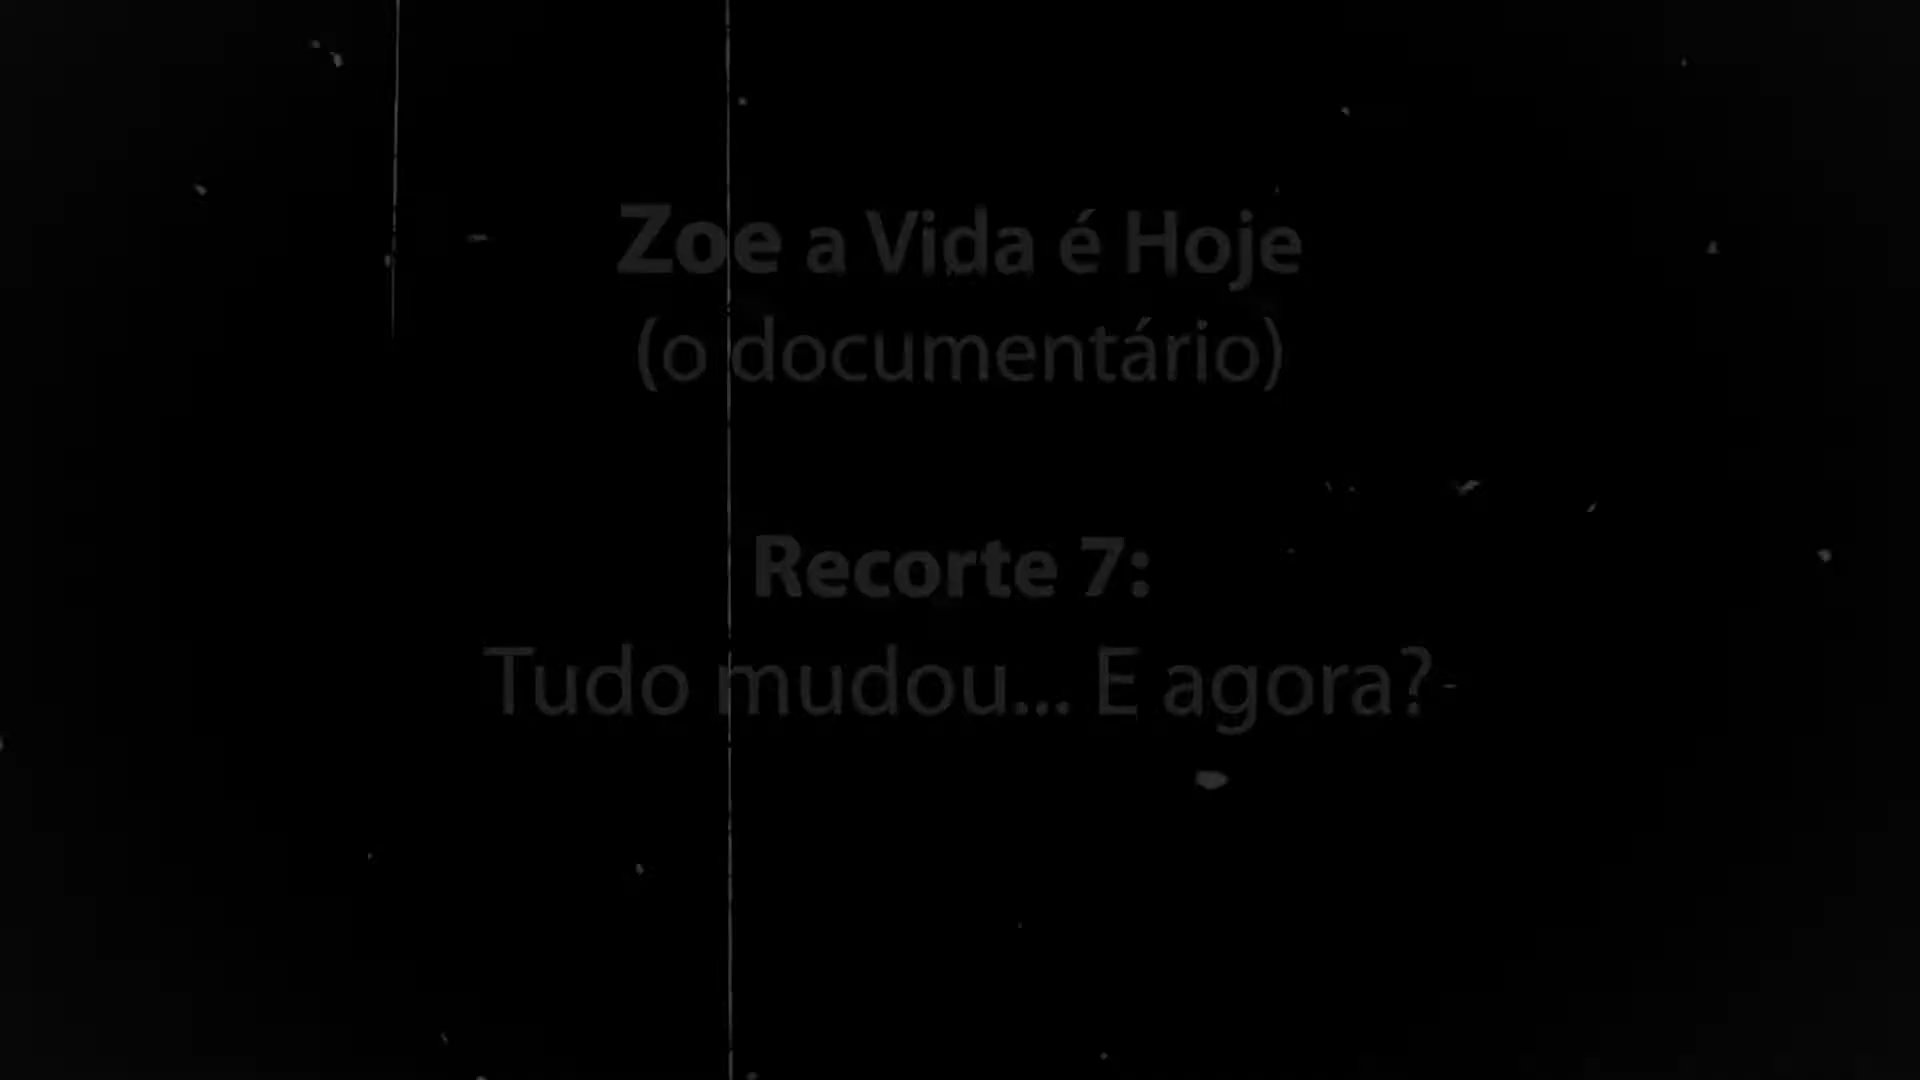 Zoe a Vida é Hoje
(o documentário)
Recorte 7:
Tudo mudou... E agora?